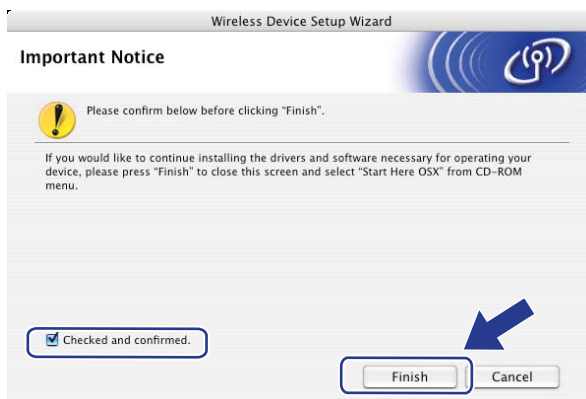 Wireless Device Setup Wizard
Important Notice
Please confirm below before clicking “Finish”.
If you would like to continue installing the drivers and software necessary for operating your
device, please press “Finish” to close this screen and select “Start Here OSX” from CD-ROM
menu.
Checked and confirmed.
Finish
Cancel